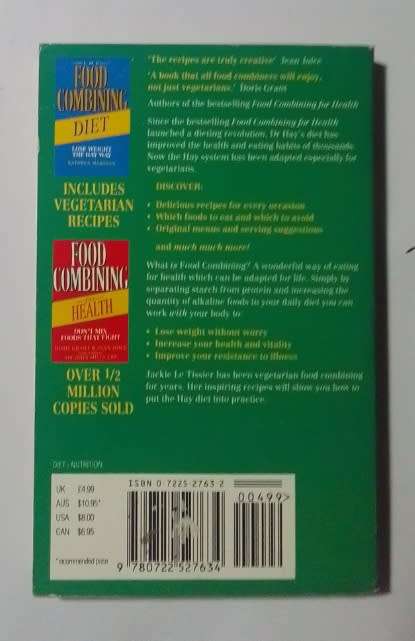 THE
FOOD
COMBINING
DIET
LOSE WEIGHT
THE HAY WAY
KATHRYN MARSDEN
INCLUDES
VEGETARIAN
RECIPES
FOOD
COMBINING
HEALTH
DON'T MIX
FOODS THAT FIGHT
DORIS GRANT & JEAN JOICE
OVER 1/2
MILLION
COPIES SOLD
'The recipes are truly creative' Jean Joice
'A book that all food combiners will enjoy,
not just vegetarians.' Doris Grant
Authors of the bestselling Food Combining for Health
Since the bestselling Food Combining for Health
launched a dieting revolution, Dr Hay's diet has
improved the health and eating habits of thousands.
Now the Hay system has been adapted especially for
vegetarians.
DISCOVER:
• Delicious recipes for every occasion
• Which foods to eat and which to avoid
• Original menus and serving suggestions
and much much more!
What is Food Combining? A wonderful way of eating
for health which can be adapted for life. Simply by
separating starch from protein and increasing the
quantity of alkaline foods in your daily diet you can
work with your body to:
• Lose weight without worry
• Increase your health and vitality
• Improve your resistance to illness
Jackie Le Tissier has been vegetarian food combining
for years. Her inspiring recipes will show you how to
put the Hay diet into practice.
DIET / NUTRITION
UK £4.99
AUS $10.95*
USA $8.00
CAN $6.95
*recommended price
ISBN 0 7225 2763 2
00499>
9 780722 527634